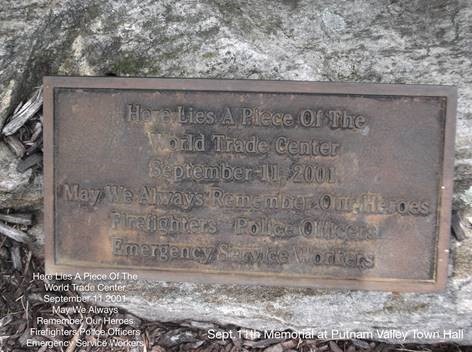 Here Lies A Piece Of The
World Trade Center
September 11, 2001
May We Always Remember Our Heroes
Firefighters Police Officers
Emergency Service Workers
Here Lies A Piece Of The
World Trade Center
September 11 2001
May We Always
Remember Our Heroes
Firefighters Police Officers
Emergency Service Workers
Sept.11th Memorial at Putnam Valley Town Hall